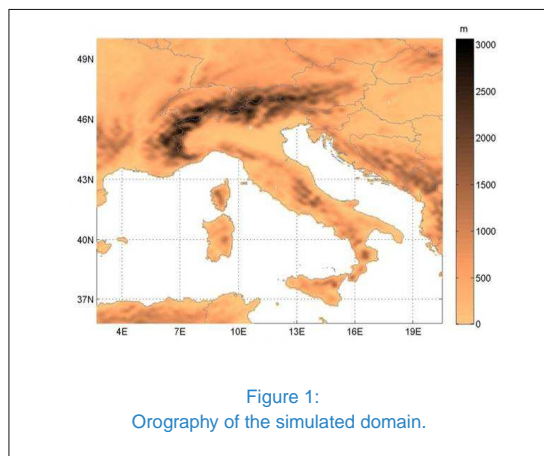 m
3000
2500
2000
1500
1000
500
0
49N
46N
43N
40N
37N
4E 7E 10E 13E 16E 19E
Figure 1:
Orography of the simulated domain.